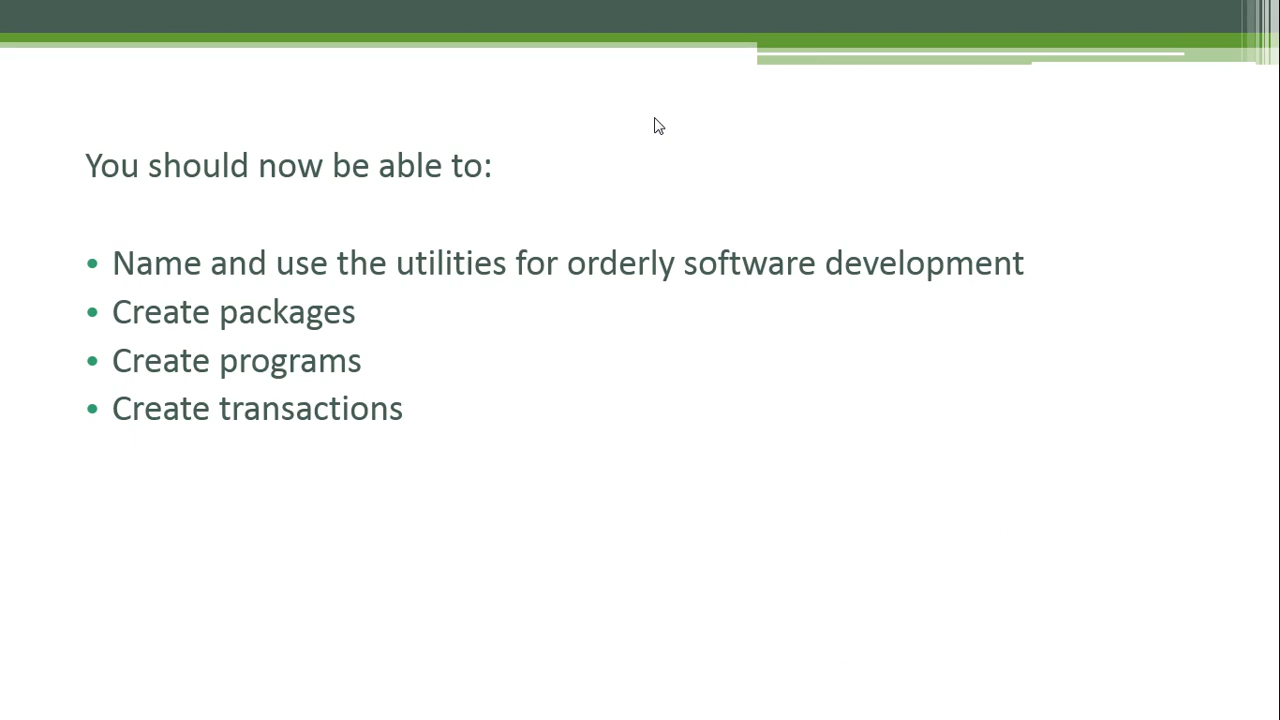 You should now be able to:
• Name and use the utilities for orderly software development
• Create packages
• Create programs
• Create transactions